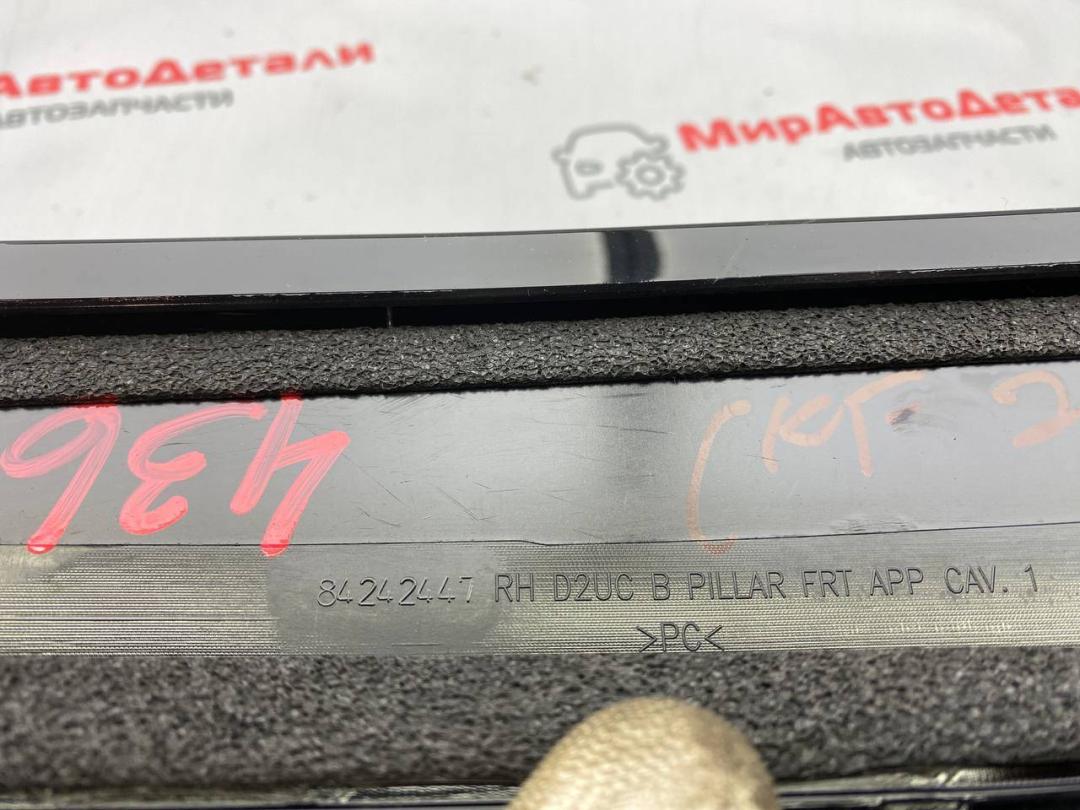 АвтоДетали
АВТОЗАПЧАСТИ
МирАвтоДета
АВТОЗАПЧАСТИ
436
84242447 RH D2UC B PILLAR FRT APP CAV. 1
>PC<